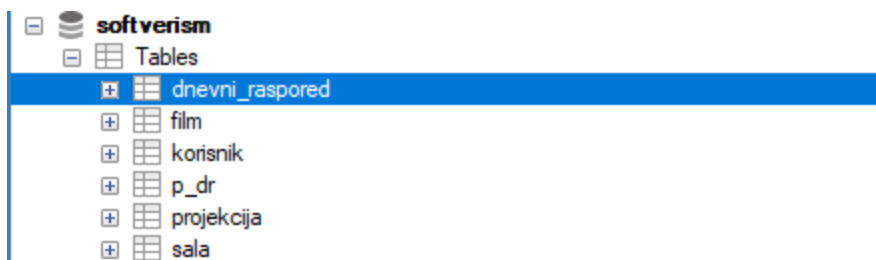 softverism
Tables
dnevni_raspored
film
korisnik
p_dr
projekcija
sala